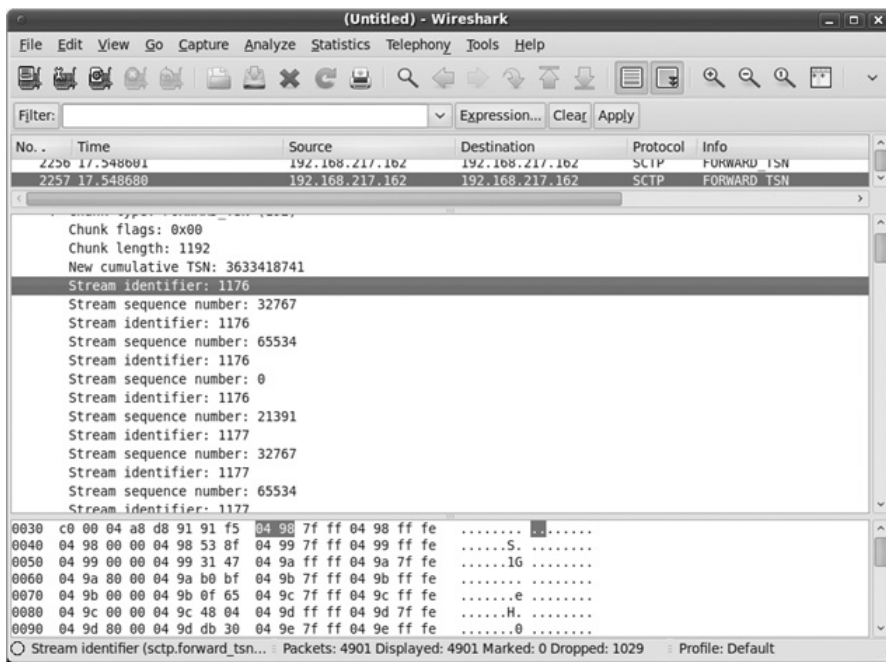 (Untitled) - Wireshark
File Edit View Go Capture Analyze Statistics Telephony Tools Help
Filter: Expression... Clear Apply
No. . Time Source Destination Protocol Info
2256 17.548601 192.168.217.162 192.168.217.162 SCTP FORWARD_TSN
2257 17.548680 192.168.217.162 192.168.217.162 SCTP FORWARD TSN
Chunk flags: 0x00
Chunk length: 1192
New cumulative TSN: 3633418741
Stream identifier: 1176
Stream sequence number: 32767
Stream identifier: 1176
Stream sequence number: 65534
Stream identifier: 1176
Stream sequence number: 0
Stream identifier: 1176
Stream sequence number: 21391
Stream identifier: 1177
Stream sequence number: 32767
Stream identifier: 1177
Stream sequence number: 65534
Stream identifier: 1177
0030 c0 00 04 a8 d8 91 91 f5 04 98 7f ff 04 98 ff fe ........ ........
0040 04 98 00 00 04 98 53 8f 04 99 7f ff 04 99 ff fe ......S. ........
0050 04 99 00 00 04 99 31 47 04 9a ff ff 04 9a 7f fe ......1G ........
0060 04 9a 80 00 04 9a b0 bf 04 9b 7f ff 04 9b ff fe ........ ........
0070 04 9b 00 00 04 9b 0f 65 04 9c 7f ff 04 9c ff fe .......e ........
0080 04 9c 00 00 04 9c 48 04 04 9d ff ff 04 9d 7f fe ......H. ........
0090 04 9d 80 00 04 9d db 30 04 9e 7f ff 04 9e ff fe .......0 ........
Stream identifier (sctp.forward_tsn... Packets: 4901 Displayed: 4901 Marked: 0 Dropped: 1029 Profile: Default